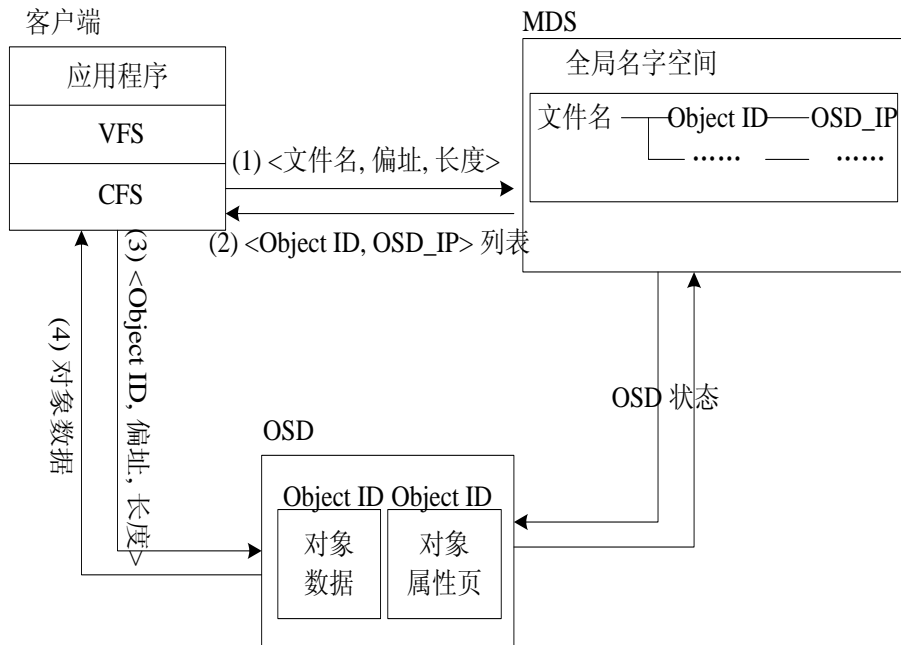 客户端
应用程序
VFS
CFS
MDS
全局名字空间
文件名
Object ID
OSD_IP
……
……
(1) <文件名, 偏址, 长度>
(2) <Object ID, OSD_IP> 列表
(3) <Object ID, 偏址, 长度>
(4) 对象数据
OSD 状态
OSD
Object ID
Object ID
对象
数据
对象
属性页